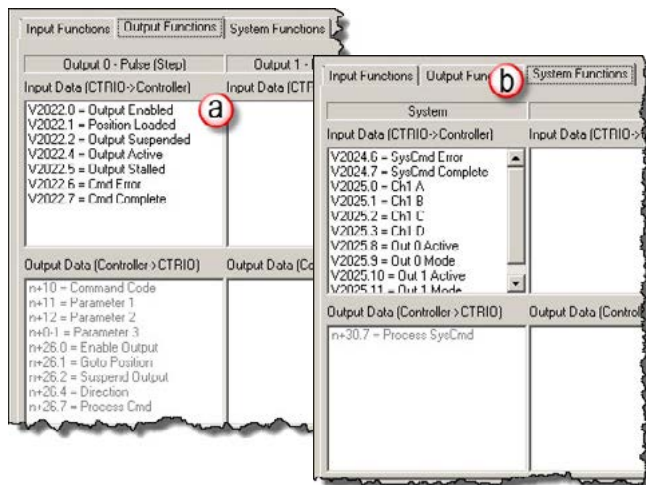 Input Functions Output Functions System Functions
Output 0 - Pulse (Step) Output 1 -
Input Data (CTRIO->Controller) Input Data (CTR
a
V2022.0 = Output Enabled
V2022.1 = Position Loaded
V2022.2 = Output Suspended
V2022.4 = Output Active
V2022.5 = Output Stalled
V2022.6 = Cmd Error
V2022.7 = Cmd Complete
Output Data (Controller->CTRIO) Output Data (Co
n+10 = Command Code
n+11 = Parameter 1
n+12 = Parameter 2
n+0-1 = Parameter 3
n+26.0 = Enable Output
n+26.1 = Goto Position
n+26.2 = Suspend Output
n+26.4 = Direction
n+26.7 = Process Cmd
Input Functions Output Func System Functions
b
System
Input Data (CTRIO->Controller) Input Data (CTRIO->
V2024.6 = SysCmd Error
V2024.7 = SysCmd Complete
V2025.0 = Ch1 A
V2025.1 = Ch1 B
V2025.2 = Ch1 C
V2025.3 = Ch1 D
V2025.8 = Out 0 Active
V2025.9 = Out 0 Mode
V2025.10 = Out 1 Active
V2025.11 = Out 1 Mode
Output Data (Controller->CTRIO) Output Data (Control
n+30.7 = Process SysCmd